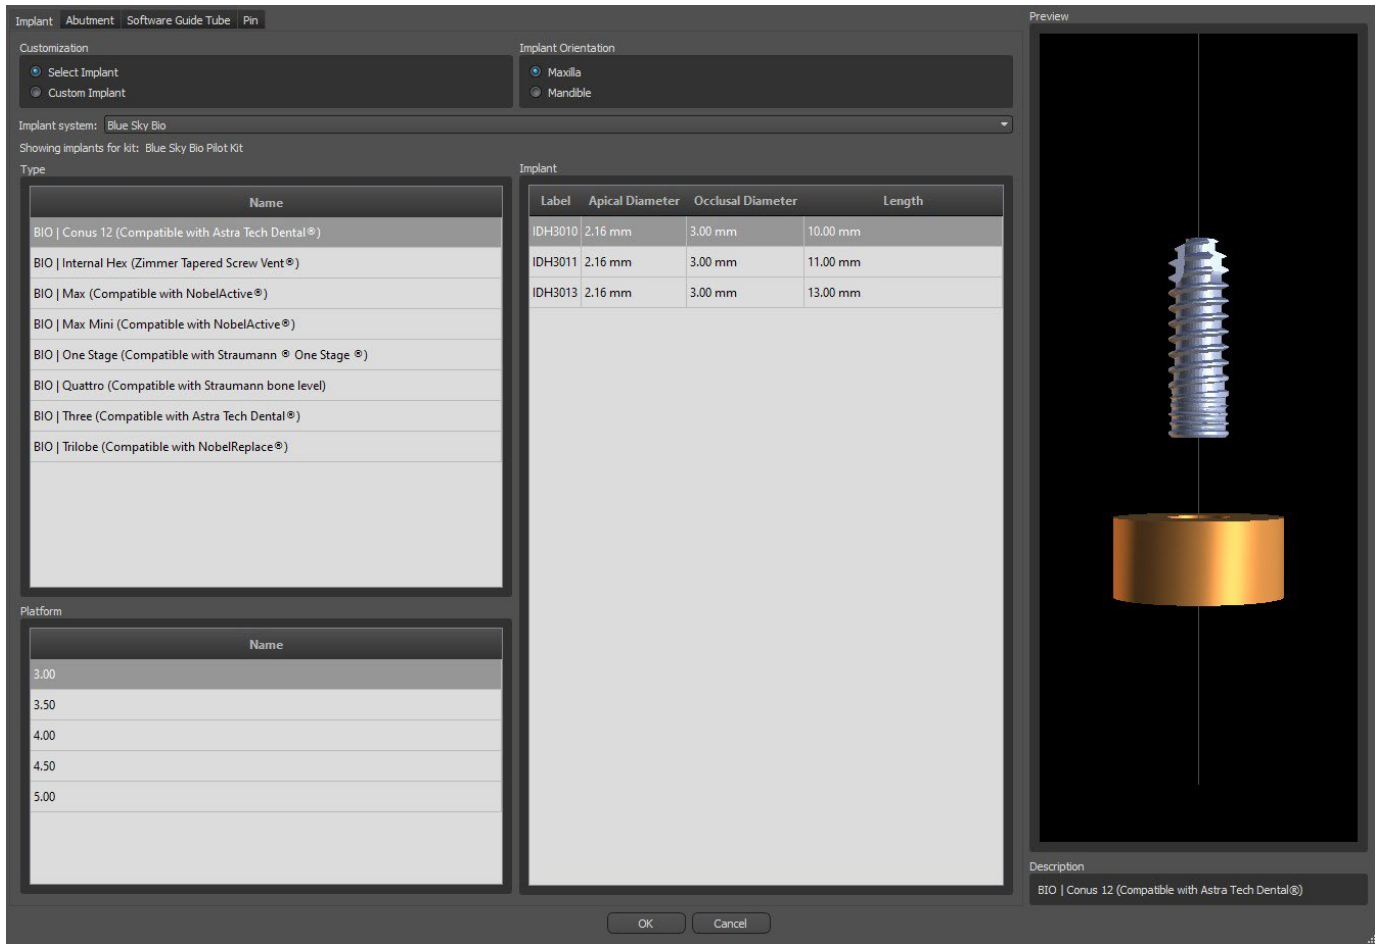 Implant Abutment Software Guide Tube Pin
Customization
Select Implant
Custom Implant
Implant Orientation
Maxilla
Mandible
Implant system: Blue Sky Bio
Showing implants for kit: Blue Sky Bio Pilot Kit
Type
Name
BIO | Conus 12 (Compatible with Astra Tech Dental®)
BIO | Internal Hex (Zimmer Tapered Screw Vent®)
BIO | Max (Compatible with NobelActive®)
BIO | Max Mini (Compatible with NobelActive®)
BIO | One Stage (Compatible with Straumann ® One Stage ®)
BIO | Quattro (Compatible with Straumann bone level)
BIO | Three (Compatible with Astra Tech Dental®)
BIO | Trilobe (Compatible with NobelReplace®)
Platform
Name
3.00
3.50
4.00
4.50
5.00
Implant
Label Apical Diameter Occlusal Diameter Length
IDH3010 2.16 mm 3.00 mm 10.00 mm
IDH3011 2.16 mm 3.00 mm 11.00 mm
IDH3013 2.16 mm 3.00 mm 13.00 mm
Preview
Description
BIO | Conus 12 (Compatible with Astra Tech Dental®)
OK Cancel